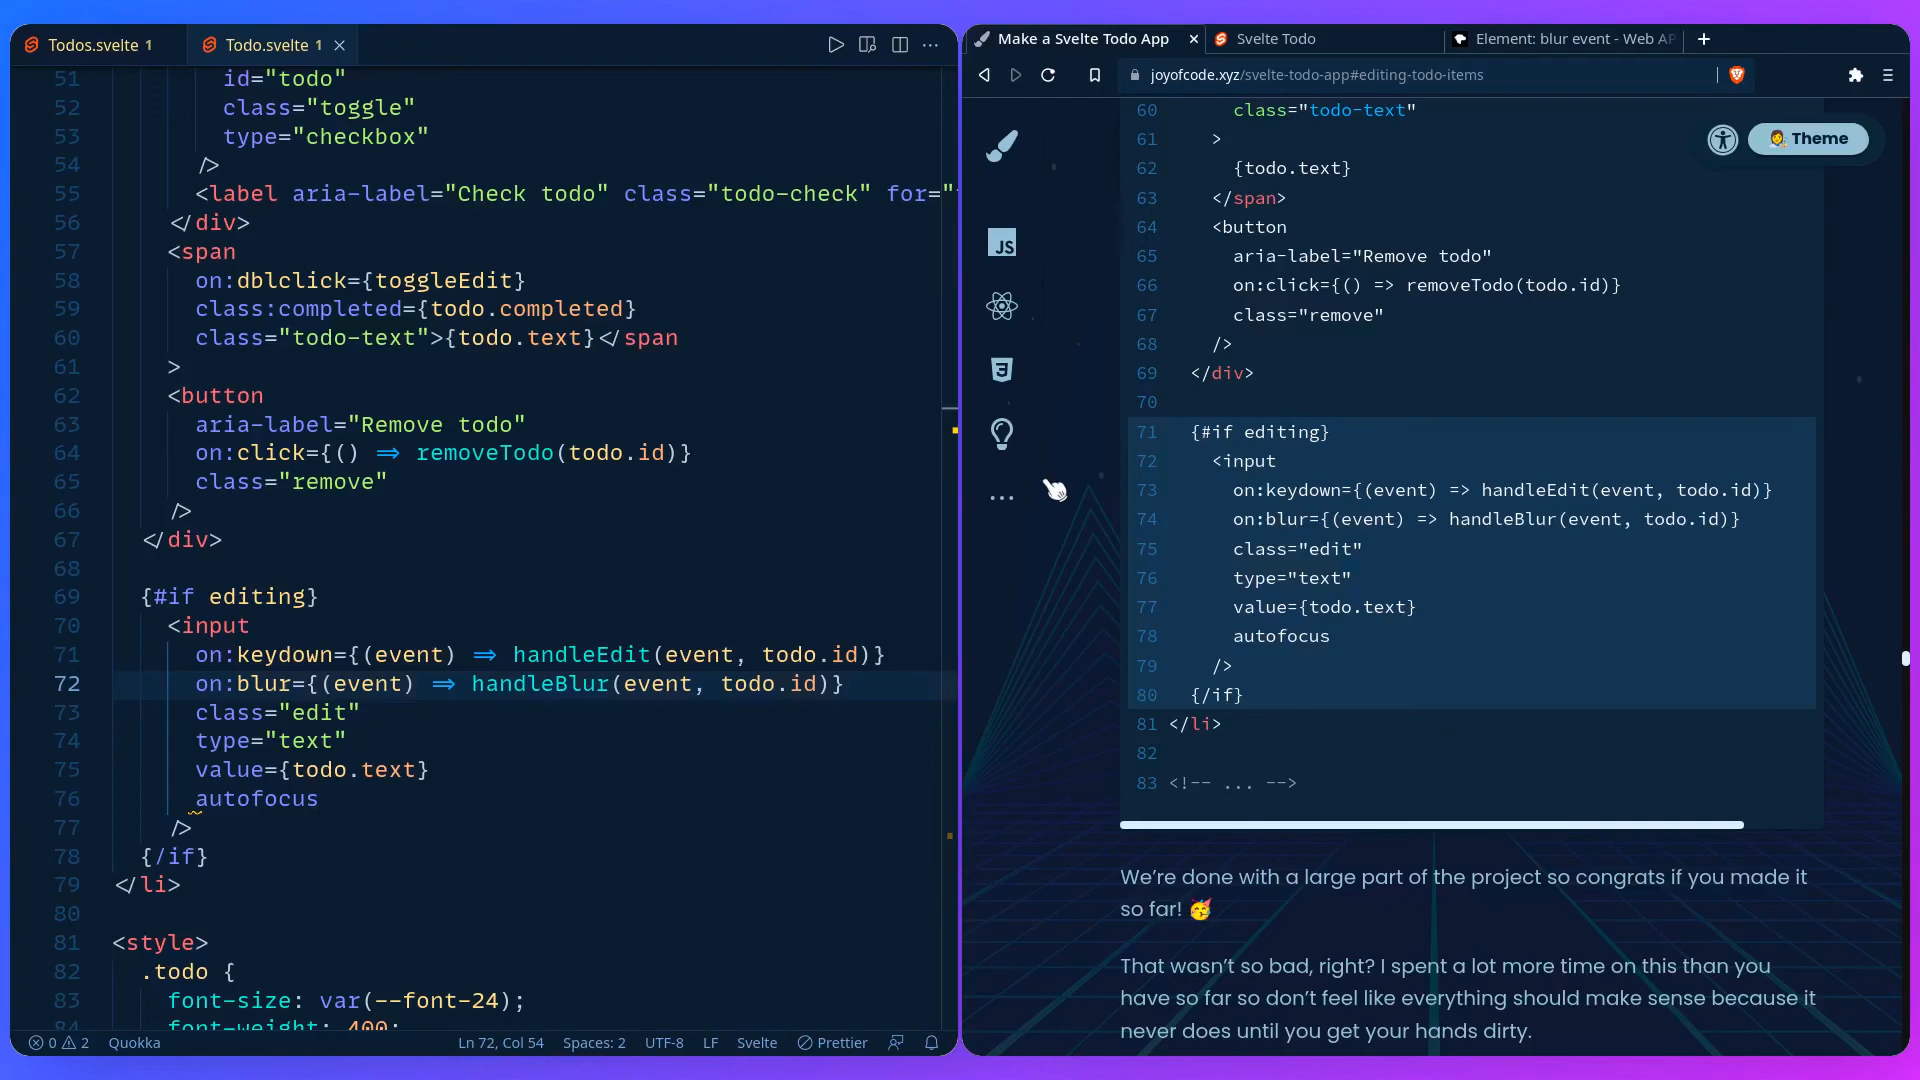 Todos.svelte 1
Todo.svelte 1
51 id="todo"
52 class="toggle"
53 type="checkbox"
54 />
55 <label aria-label="Check todo" class="todo-check" for="
56 </div>
57 <span
58 on:dblclick={toggleEdit}
59 class:completed={todo.completed}
60 class="todo-text">{todo.text}</span
61 >
62 <button
63 aria-label="Remove todo"
64 on:click={() => removeTodo(todo.id)}
65 class="remove"
66 />
67 </div>
68
69 {#if editing}
70 <input
71 on:keydown={(event) => handleEdit(event, todo.id)}
72 on:blur={(event) => handleBlur(event, todo.id)}
73 class="edit"
74 type="text"
75 value={todo.text}
76 autofocus
77 />
78 {/if}
79 </li>
80
81 <style>
82 .todo {
83 font-size: var(--font-24);
84 font-weight: 400;
0 2 Quokka Ln 72, Col 54 Spaces: 2 UTF-8 LF Svelte Prettier
Make a Svelte Todo App
Svelte Todo
Element: blur event - Web AP
joyofcode.xyz/svelte-todo-app#editing-todo-items
Theme
JS
3
60 class="todo-text"
61 >
62 {todo.text}
63 </span>
64 <button
65 aria-label="Remove todo"
66 on:click={() => removeTodo(todo.id)}
67 class="remove"
68 />
69 </div>
70
71 {#if editing}
72 <input
73 on:keydown={(event) => handleEdit(event, todo.id)}
74 on:blur={(event) => handleBlur(event, todo.id)}
75 class="edit"
76 type="text"
77 value={todo.text}
78 autofocus
79 />
80 {/if}
81 </li>
82
83 <!-- ... -->
We’re done with a large part of the project so congrats if you made it
so far! 🥳
That wasn’t so bad, right? I spent a lot more time on this than you
have so far so don’t feel like everything should make sense because it
never does until you get your hands dirty.